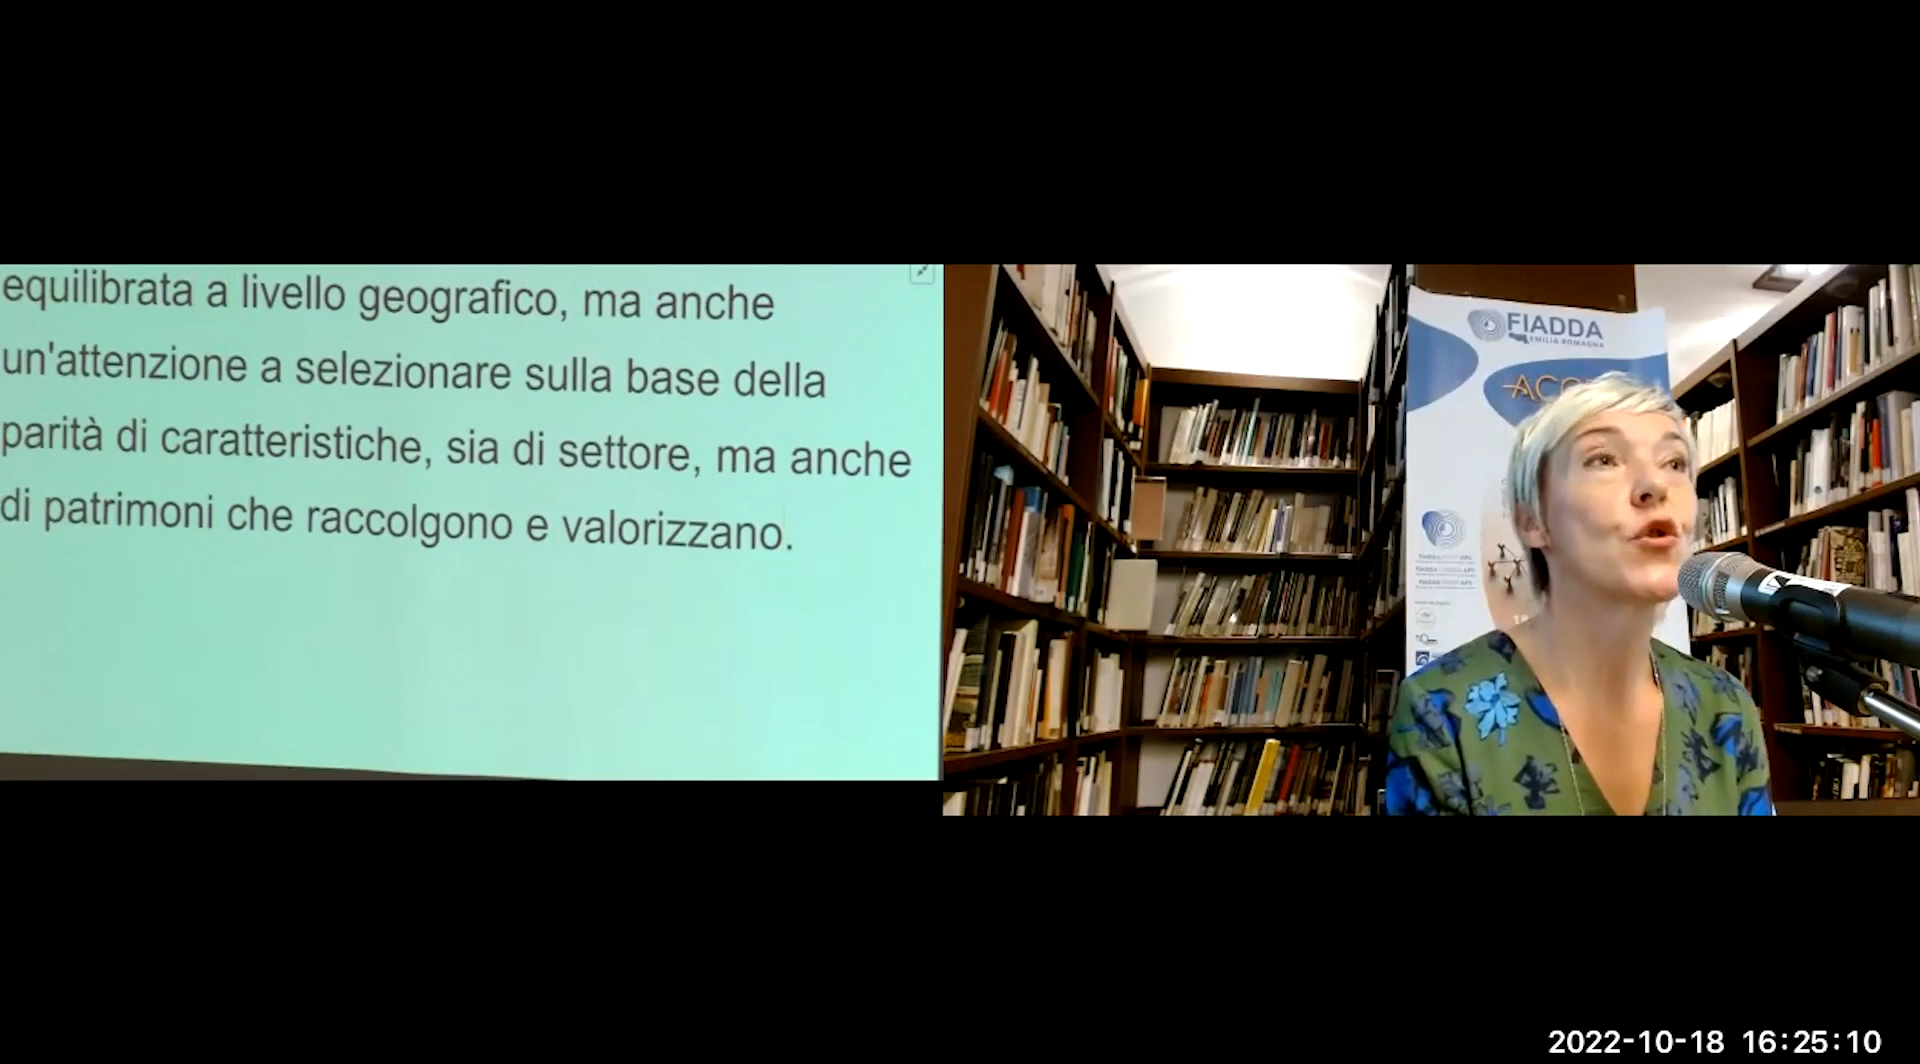 equilibrata a livello geografico, ma anche
un'attenzione a selezionare sulla base della
parità di caratteristiche, sia di settore, ma anche
di patrimoni che raccolgono e valorizzano.
FIADDA
EMILIA ROMAGNA
2022-10-18 16:25:10